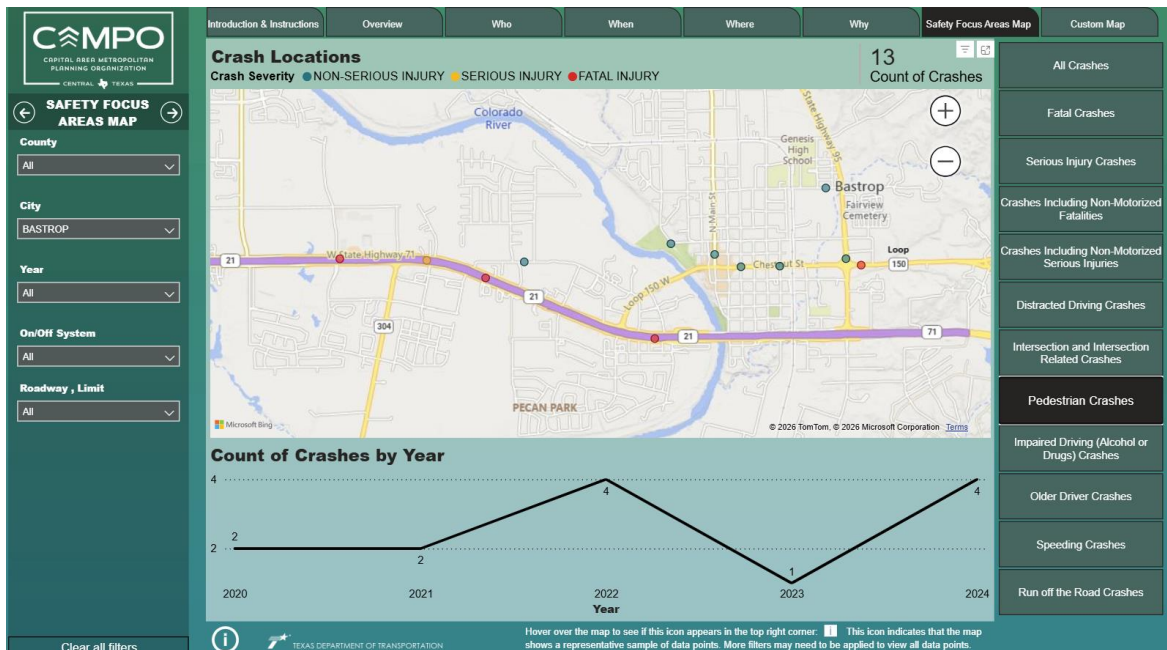 CAMPO
CAPITAL AREA METROPOLITAN
PLANNING ORGANIZATION
CENTRAL TEXAS
SAFETY FOCUS
AREAS MAP
County
All
City
BASTROP
Year
All
On/Off System
All
Roadway , Limit
All
Clear all filters
Introduction & Instructions
Overview
Who
When
Where
Why
Safety Focus Areas Map
Custom Map
Crash Locations
Crash Severity NON-SERIOUS INJURY SERIOUS INJURY FATAL INJURY
13
Count of Crashes
Colorado
River
State Highway 95
Genesis
High
School
Bastrop
Fairview
Cemetery
N Main St
W State Highway 71
21
Loop
150
Chestnut St
Loop 150 W
21
304
21
71
PECAN PARK
Microsoft Bing
© 2026 TomTom, © 2026 Microsoft Corporation Terms
Count of Crashes by Year
4
2
2
2
4
1
4
2020
2021
2022
2023
2024
Year
TEXAS DEPARTMENT OF TRANSPORTATION
Hover over the map to see if this icon appears in the top right corner: i This icon indicates that the map
shows a representative sample of data points. More filters may need to be applied to view all data points.
All Crashes
Fatal Crashes
Serious Injury Crashes
Crashes Including Non-Motorized
Fatalities
Crashes Including Non-Motorized
Serious Injuries
Distracted Driving Crashes
Intersection and Intersection
Related Crashes
Pedestrian Crashes
Impaired Driving (Alcohol or
Drugs) Crashes
Older Driver Crashes
Speeding Crashes
Run off the Road Crashes